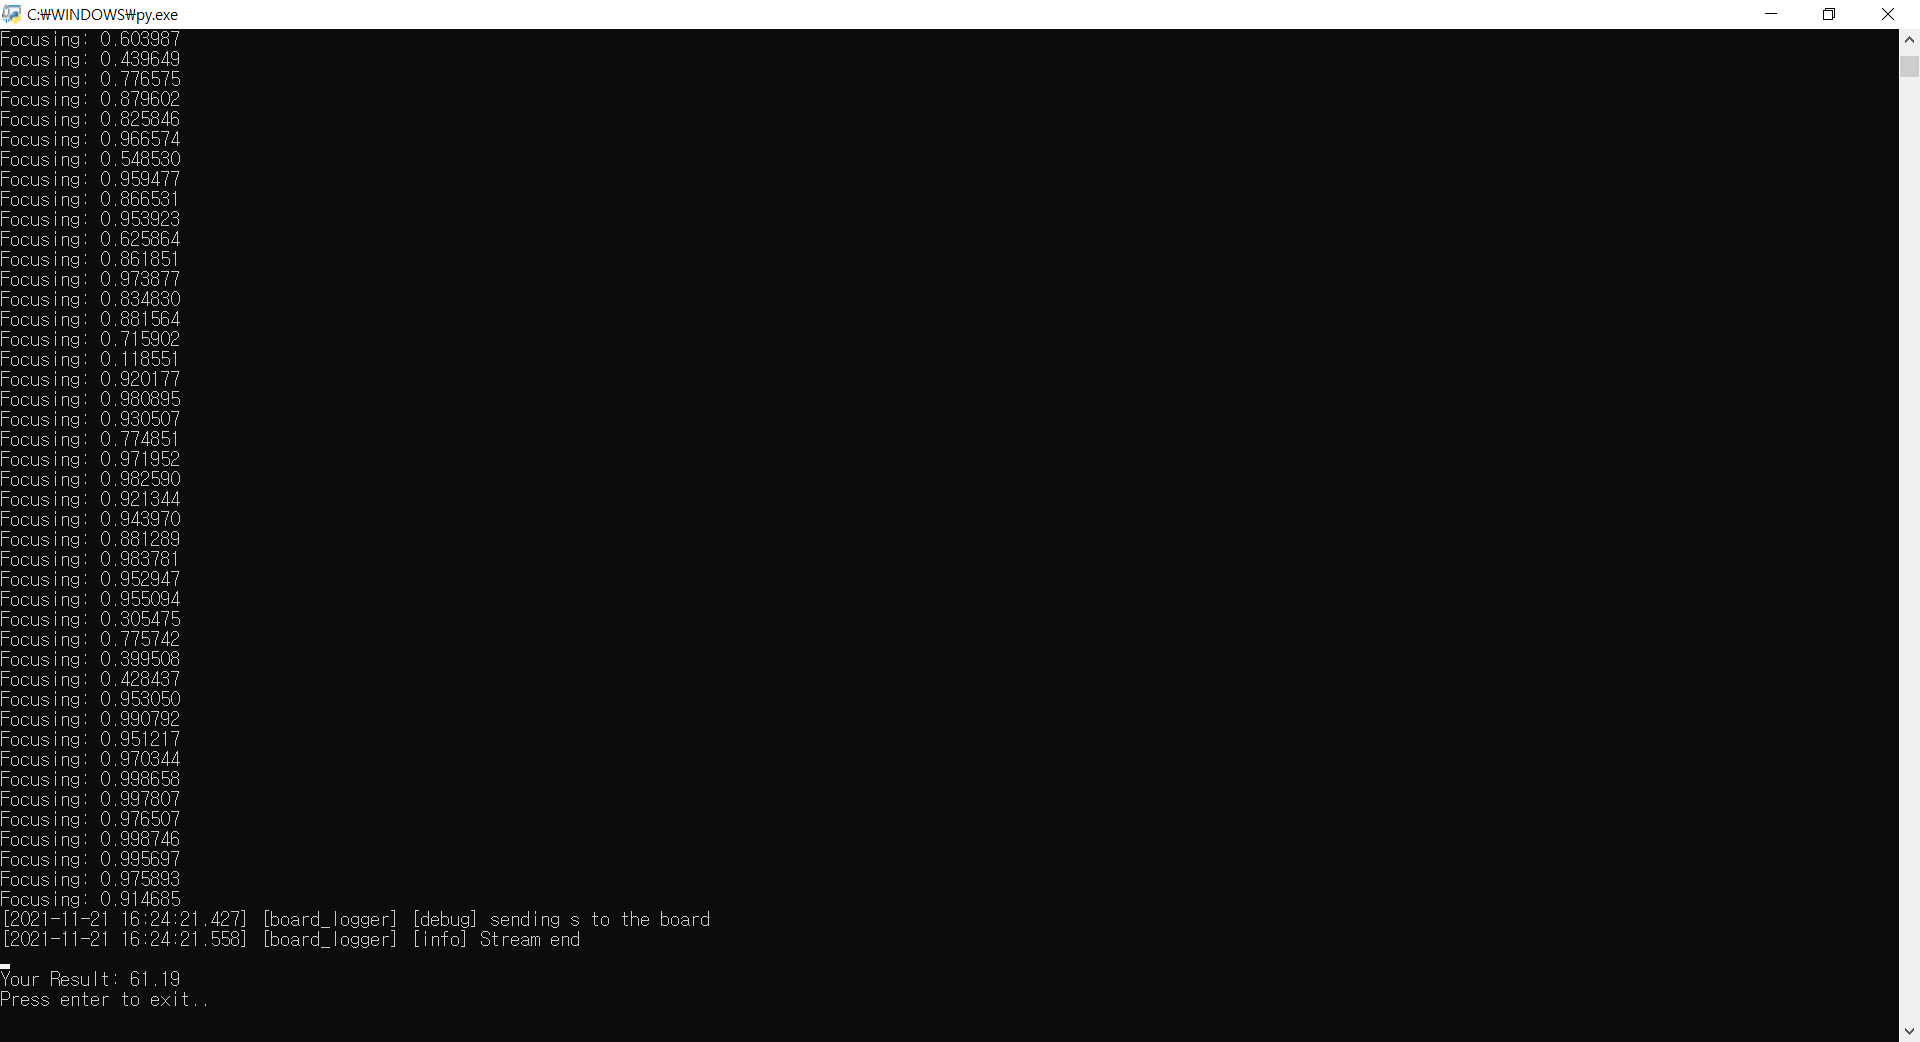 C:₩WINDOWS₩py.exe
Focusing: 0.603987
Focusing: 0.439649
Focusing: 0.776575
Focusing: 0.879602
Focusing: 0.825846
Focusing: 0.966574
Focusing: 0.548530
Focusing: 0.959477
Focusing: 0.866531
Focusing: 0.953923
Focusing: 0.625864
Focusing: 0.861851
Focusing: 0.973877
Focusing: 0.834830
Focusing: 0.881564
Focusing: 0.715902
Focusing: 0.118551
Focusing: 0.920177
Focusing: 0.980895
Focusing: 0.930507
Focusing: 0.774851
Focusing: 0.971952
Focusing: 0.982590
Focusing: 0.921344
Focusing: 0.943970
Focusing: 0.881289
Focusing: 0.983781
Focusing: 0.952947
Focusing: 0.955094
Focusing: 0.305475
Focusing: 0.775742
Focusing: 0.399508
Focusing: 0.428437
Focusing: 0.953050
Focusing: 0.990792
Focusing: 0.951217
Focusing: 0.970344
Focusing: 0.998658
Focusing: 0.997807
Focusing: 0.976507
Focusing: 0.998746
Focusing: 0.995697
Focusing: 0.975893
Focusing: 0.914685
[2021-11-21 16:24:21.427] [board_logger] [debug] sending s to the board
[2021-11-21 16:24:21.558] [board_logger] [info] Stream end
Your Result: 61.19
Press enter to exit..